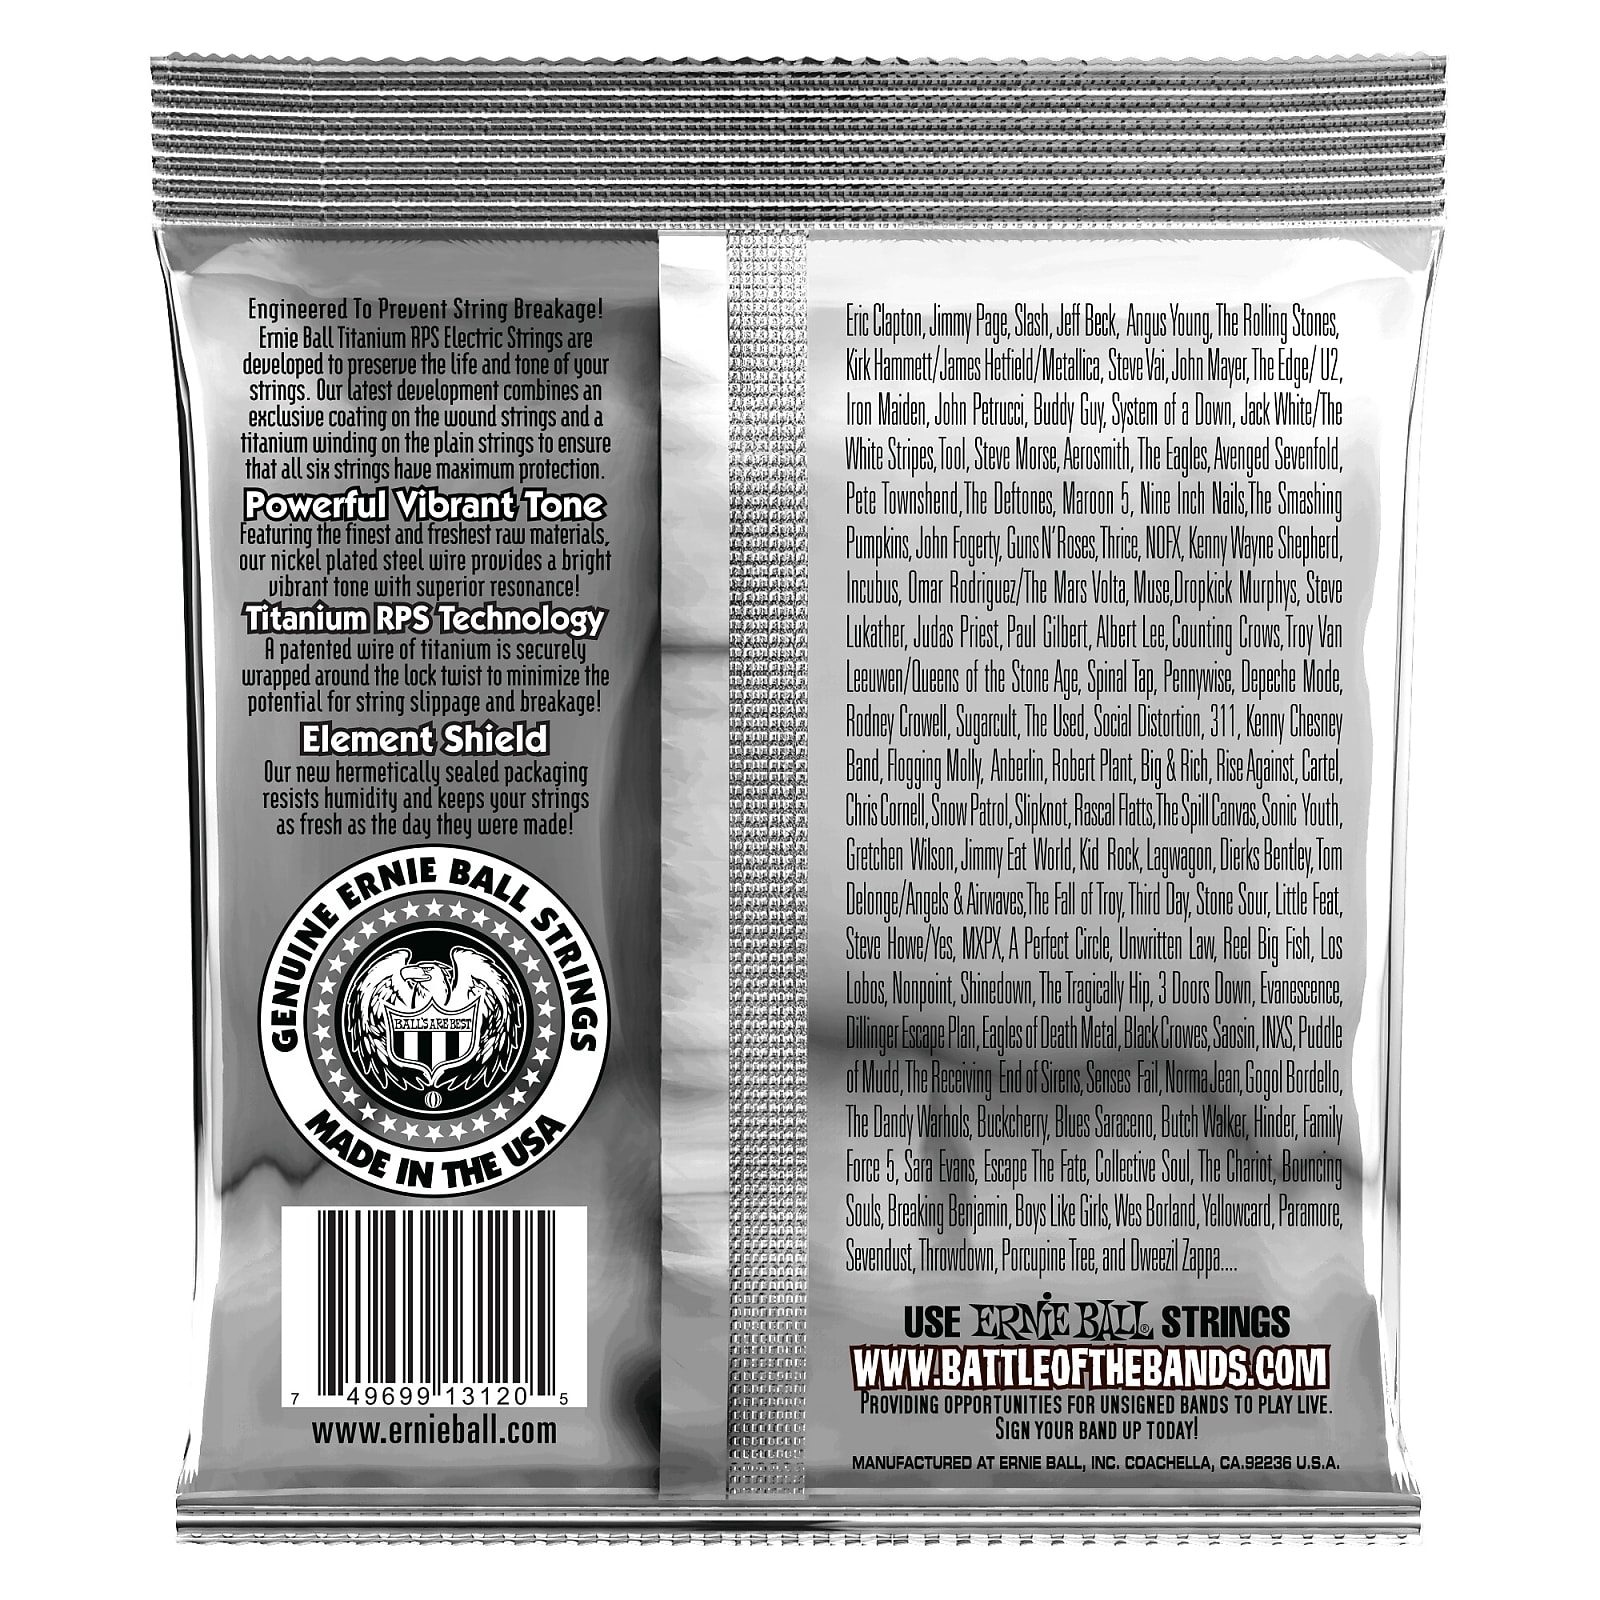 Engineered To Prevent String Breakage!
Ernie Ball Titanium RPS Electric Strings are
developed to preserve the life and tone of your
strings. Our latest development combines an
exclusive coating on the wound strings and a
titanium winding on the plain strings to ensure
that all six strings have maximum protection.
Powerful Vibrant Tone
Featuring the finest and freshest raw materials,
our nickel plated steel wire provides a bright
vibrant tone with superior resonance!
Titanium RPS Technology
A patented wire of titanium is securely
wrapped around the lock twist to minimize the
potential for string slippage and breakage!
Element Shield
Our new hermetically sealed packaging
resists humidity and keeps your strings
as fresh as the day they were made!
GENUINE ERNIE BALL STRINGS
BALL'S ARE BEST
MADE IN THE USA
7 49699 13120 5
www.ernieball.com
Eric Clapton, Jimmy Page, Slash, Jeff Beck, Angus Young, The Rolling Stones,
Kirk Hammett/James Hetfield/Metallica, Steve Vai, John Mayer, The Edge/ U2,
Iron Maiden, John Petrucci, Buddy Guy, System of a Down, Jack White/The
White Stripes, Tool, Steve Morse, Aerosmith, The Eagles, Avenged Sevenfold,
Pete Townshend, The Deftones, Maroon 5, Nine Inch Nails, The Smashing
Pumpkins, John Fogerty, Guns N' Roses, Thrice, NOFX, Kenny Wayne Shepherd,
Incubus, Omar Rodriguez/The Mars Volta, Muse, Dropkick Murphys, Steve
Lukather, Judas Priest, Paul Gilbert, Albert Lee, Counting Crows, Troy Van
Leeuwen/Queens of the Stone Age, Spinal Tap, Pennywise, Depeche Mode,
Rodney Crowell, Sugarcult, The Used, Social Distortion, 311, Kenny Chesney
Band, Flogging Molly, Anberlin, Robert Plant, Big & Rich, Rise Against, Cartel,
Chris Cornell, Snow Patrol, Slipknot, Rascal Flatts, The Spill Canvas, Sonic Youth,
Gretchen Wilson, Jimmy Eat World, Kid Rock, Lagwagon, Dierks Bentley, Tom
Delonge/Angels & Airwaves, The Fall of Troy, Third Day, Stone Sour, Little Feat,
Steve Howe/Yes, MXPX, A Perfect Circle, Unwritten Law, Reel Big Fish, Los
Lobos, Nonpoint, Shinedown, The Tragically Hip, 3 Doors Down, Evanescence,
Dillinger Escape Plan, Eagles of Death Metal, Black Crowes, Saosin, INXS, Puddle
of Mudd, The Receiving End of Sirens, Senses Fail, Norma Jean, Gogol Bordello,
The Dandy Warhols, Buckcherry, Blues Saraceno, Butch Walker, Hinder, Family
Force 5, Sara Evans, Escape The Fate, Collective Soul, The Chariot, Bouncing
Souls, Breaking Benjamin, Boys Like Girls, Wes Borland, Yellowcard, Paramore,
Sevendust, Throwdown, Porcupine Tree, and Dweezil Zappa....
USE ERNIE BALL® STRINGS
WWW.BATTLEOFTHEBANDS.COM
PROVIDING OPPORTUNITIES FOR UNSIGNED BANDS TO PLAY LIVE.
SIGN YOUR BAND UP TODAY!
MANUFACTURED AT ERNIE BALL, INC. COACHELLA, CA.92236 U.S.A.